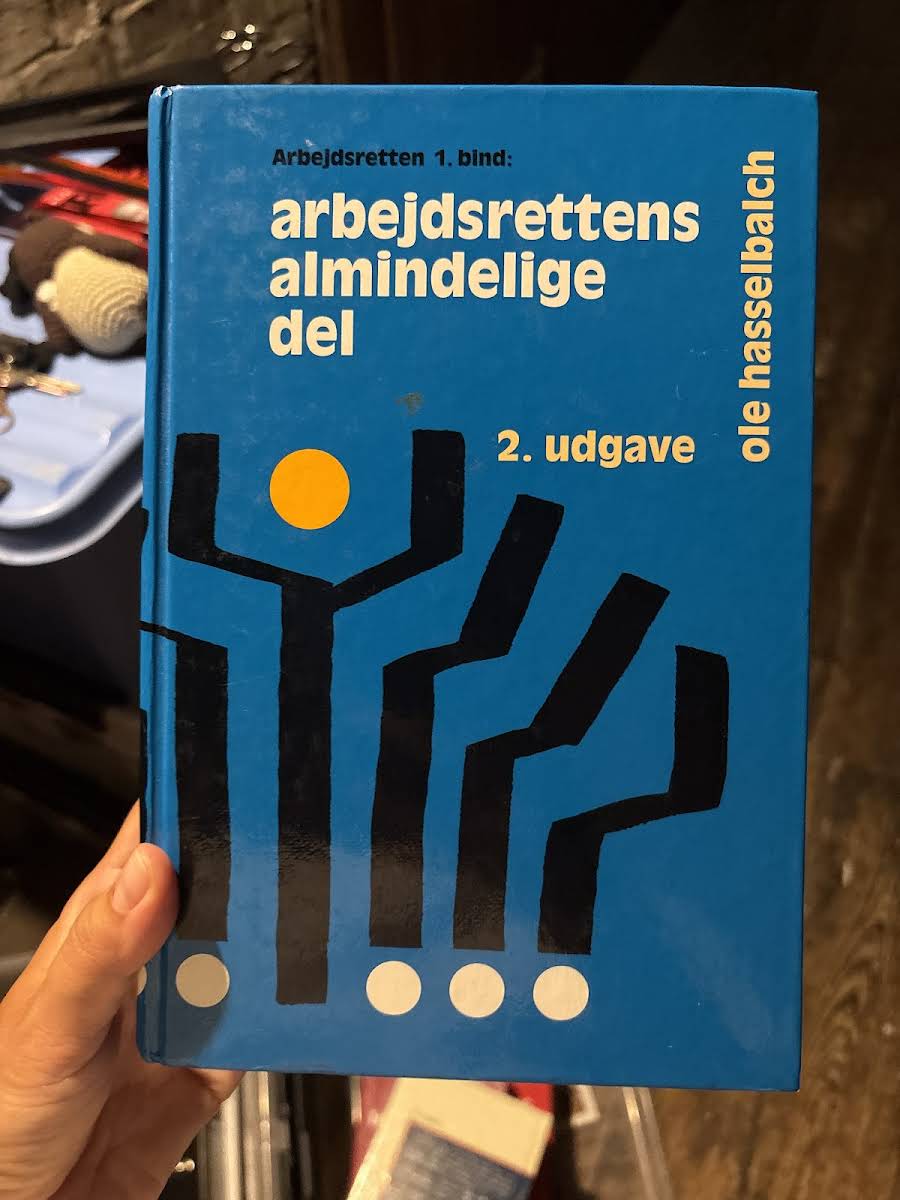 Arbejdsretten 1. bind:
arbejdsrettens
almindelige
del
2. udgave
ole hasselbalch